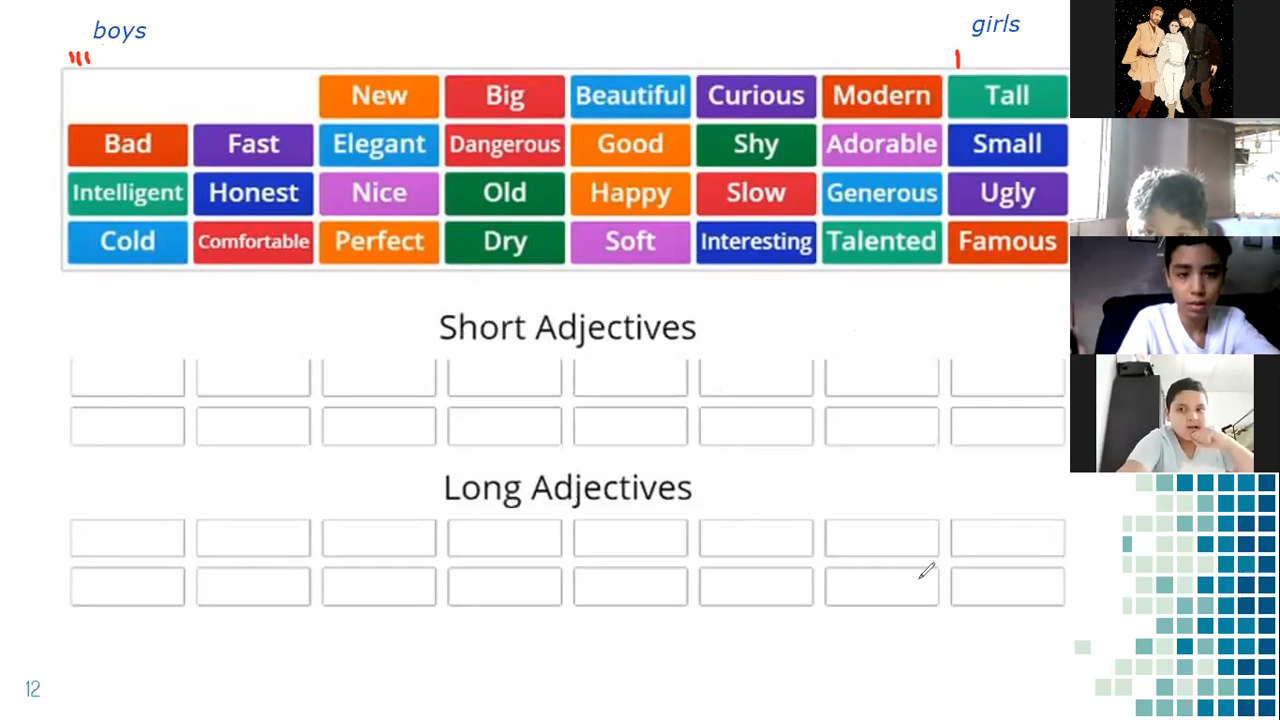 boys girls
New Big Beautiful Curious Modern Tall
Bad Fast Elegant Dangerous Good Shy Adorable Small
Intelligent Honest Nice Old Happy Slow Generous Ugly
Cold Comfortable Perfect Dry Soft Interesting Talented Famous
Short Adjectives
Long Adjectives
12